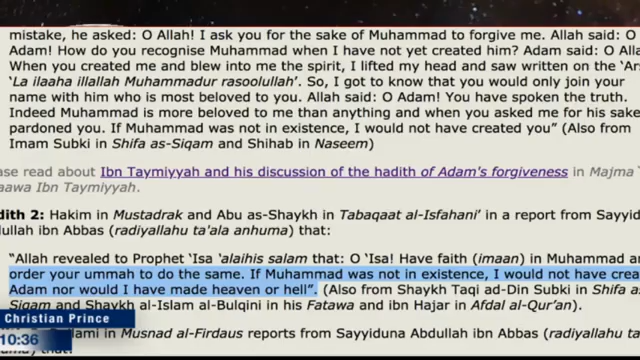 mistake, he asked: O Allah! I ask you for the sake of Muhammad to forgive me. Allah said: O
Adam! How do you recognise Muhammad when I have not yet created him? Adam said: O Allah
When you created me and blew into me the spirit, I lifted my head and saw written on the 'Ar
'La ilaaha illallah Muhammadur rasoolullah'. So, I got to know that you would only join your
name with him who is most beloved to you. Allah said: O Adam! You have spoken the truth.
Indeed Muhammad is more beloved to me than anything and when you asked me for his sake
pardoned you. If Muhammad was not in existence, I would not have created you” (Also from
Imam Subki in Shifa as-Siqam and Shihab in Naseem)
ase read about Ibn Taymiyyah and his discussion of the hadith of Adam's forgiveness in Majma
aawa Ibn Taymiyyah.
dith 2: Hakim in Mustadrak and Abu as-Shaykh in Tabaqaat al-Isfahani' in a report from Sayyid
dullah ibn Abbas (radiyallahu ta'ala anhuma) that:
“Allah revealed to Prophet 'Isa 'alaihis salam that: O 'Isa! Have faith (imaan) in Muhammad an
order your ummah to do the same. If Muhammad was not in existence, I would not have crea
Adam nor would I have made heaven or hell”. (Also from Shaykh Taqi ad-Din Subki in Shifa as
Siqam and Shaykh al-Islam al-Bulqini in his Fatawa and ibn Hajar in Afdal al-Qur'an).
Christian Prince
lami in Musnad al-Firdaus reports from Sayyiduna Abdullah ibn Abbas (radiyallahu ta
10:36
uma) that: